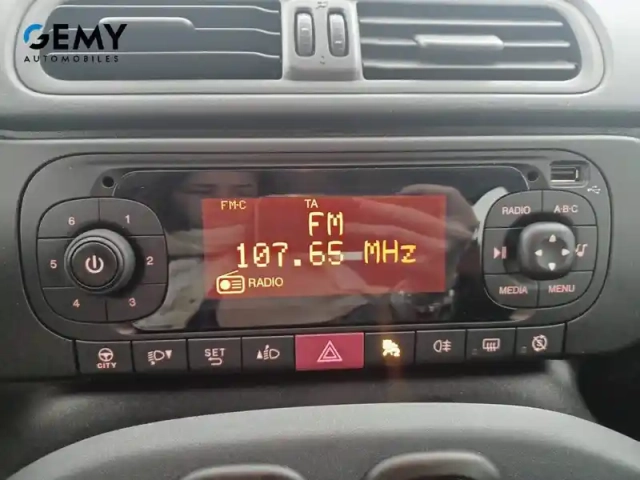 GEMY
AUTOMOBILES
FM-C TA
FM
107.65 MHz
RADIO
6 1
5 2
4 3
RADIO A·B·C
MEDIA MENU
CITY
SET